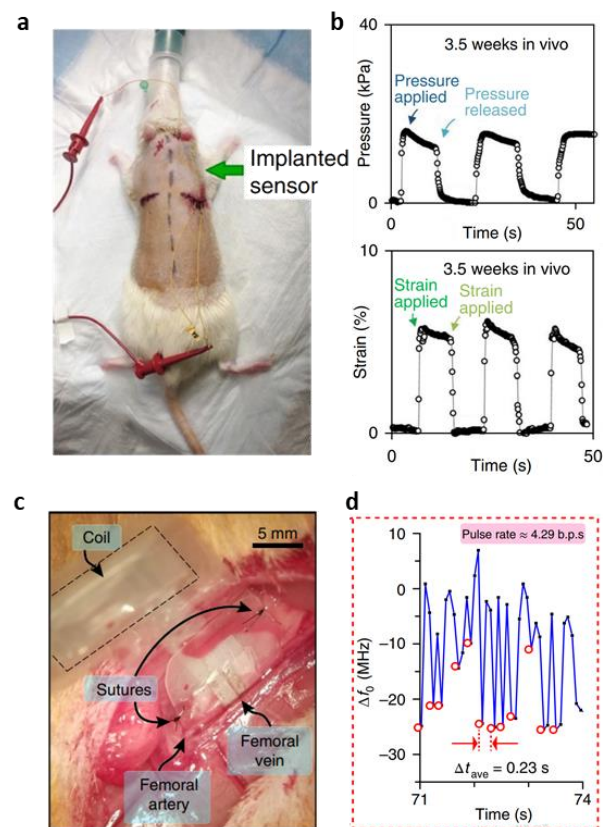 a
Implanted
sensor
b
40
3.5 weeks in vivo
Pressure
applied
Pressure
released
Pressure (kPa)
0
0
50
Time (s)
10
3.5 weeks in vivo
Strain
applied
Strain
applied
Strain (%)
0
0
50
Time (s)
c
5 mm
Coil
Sutures
Femoral
vein
Femoral
artery
d
Pulse rate ≈ 4.29 b.p.s
10
0
−10
−20
−30
−35
Δf₀ (MHz)
Δtave = 0.23 s
71
74
Time (s)